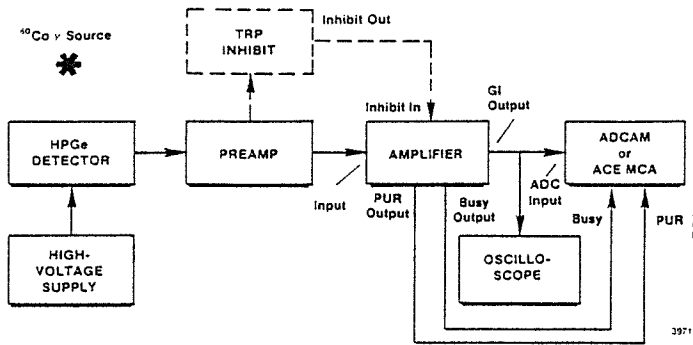 ⁶⁰Co γ Source
TRP
INHIBIT
Inhibit Out
Inhibit In
GI
Output
HPGe
DETECTOR
PREAMP
AMPLIFIER
ADCAM
or
ACE MCA
Input
PUR
Output
Busy
Output
ADC
Input
Busy
PUR
HIGH-
VOLTAGE
SUPPLY
OSCILLO-
SCOPE
3971